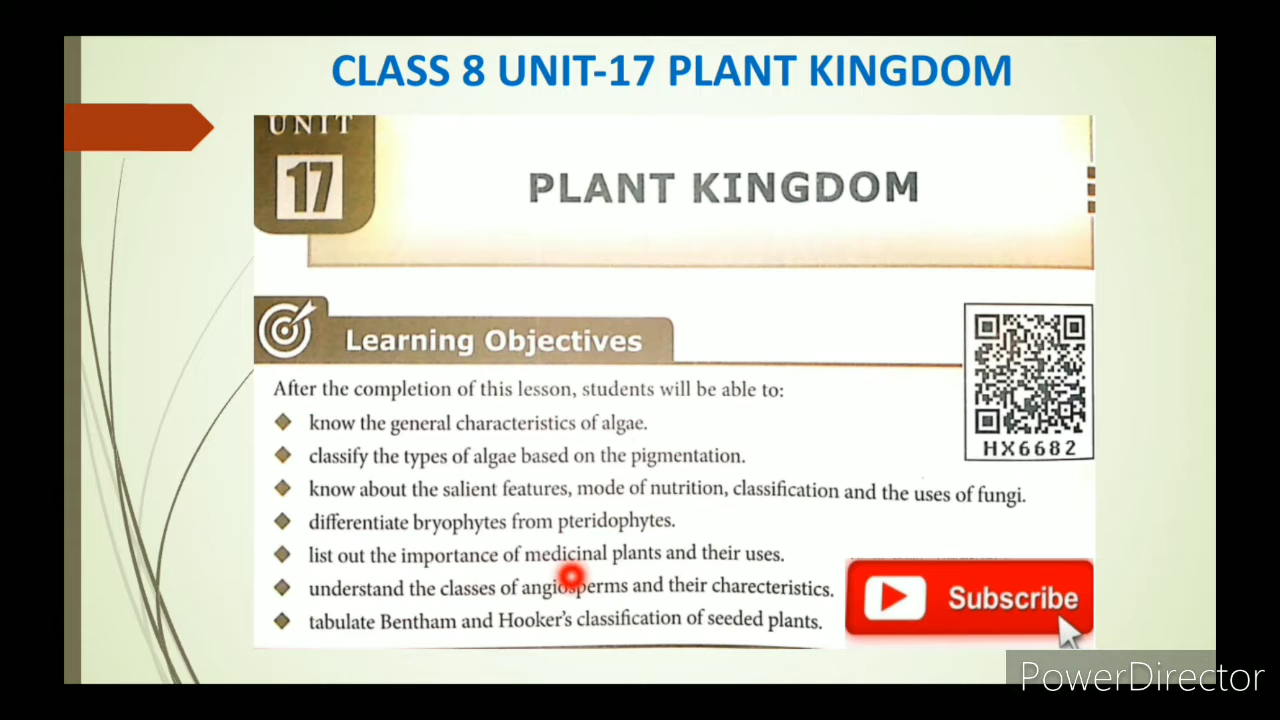 CLASS 8 UNIT-17 PLANT KINGDOM
UNIT
17
PLANT KINGDOM
Learning Objectives
HX6682
After the completion of this lesson, students will be able to:
know the general characteristics of algae.
classify the types of algae based on the pigmentation.
know about the salient features, mode of nutrition, classification and the uses of fungi.
differentiate bryophytes from pteridophytes.
list out the importance of medicinal plants and their uses.
understand the classes of angiosperms and their charecteristics.
tabulate Bentham and Hooker's classification of seeded plants.
Subscribe
PowerDirector